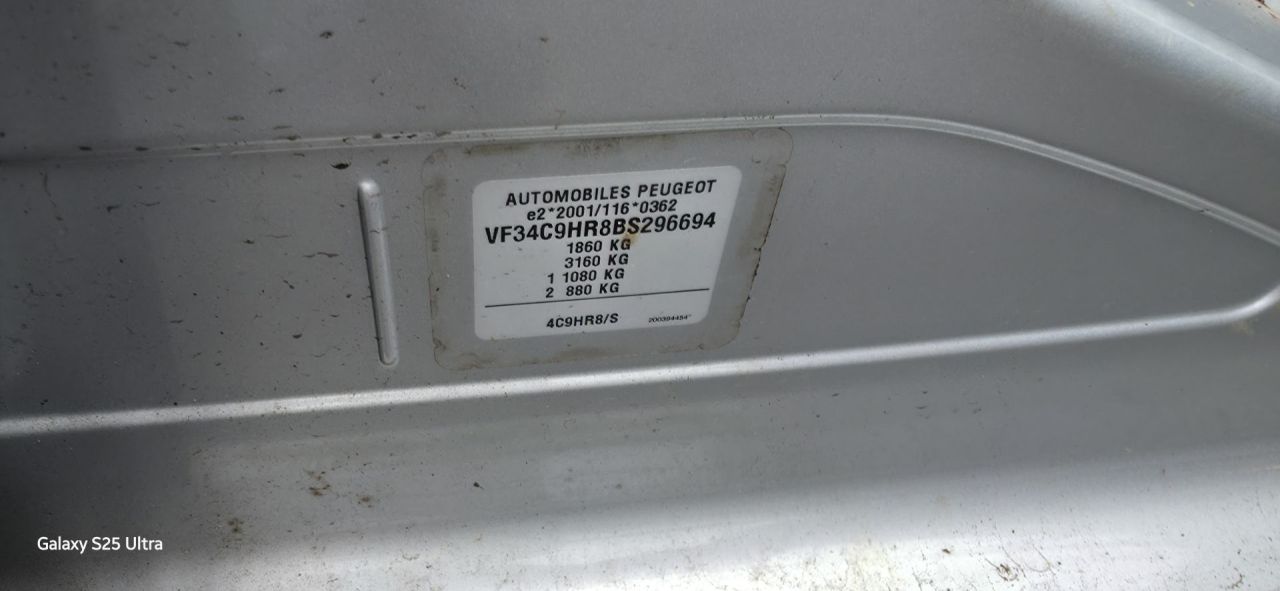 AUTOMOBILES PEUGEOT
e2*2001/116*0362
VF34C9HR8BS296694
1860 KG
3160 KG
1 1080 KG
2 880 KG
4C9HR8/S
Galaxy S25 Ultra